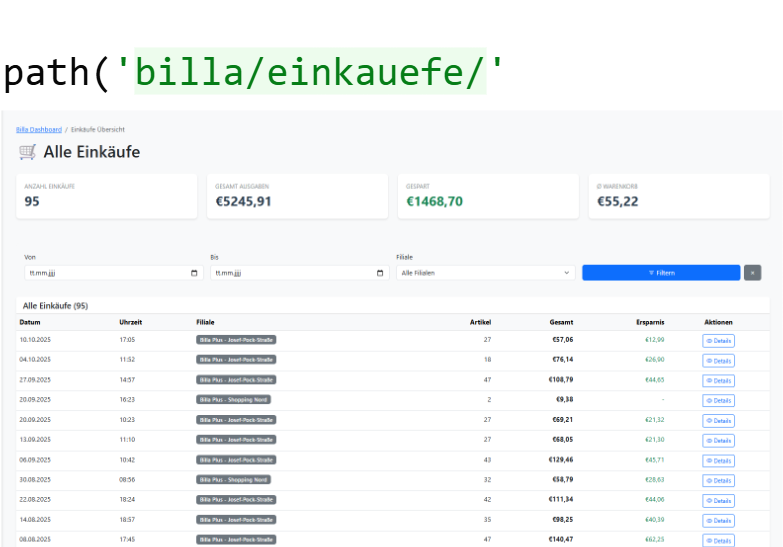 path('billa/einkauefe/'
Billa Dashboard / Einkäufe Übersicht
Alle Einkäufe
ANZAHL EINKÄUFE
95
GESAMT AUSGABEN
€5245,91
GESPART
€1468,70
Ø WARENKORB
€55,22
Von
tt.mm.jjjj
Bis
tt.mm.jjjj
Filiale
Alle Filialen
Filtern
×
Alle Einkäufe (95)
Datum Uhrzeit Filiale Artikel Gesamt Ersparnis Aktionen
10.10.2025 17:05 Billa Plus - Josef-Pock-Straße 27 €57,06 €12,99 Details
04.10.2025 11:52 Billa Plus - Josef-Pock-Straße 18 €76,14 €26,90 Details
27.09.2025 14:57 Billa Plus - Josef-Pock-Straße 47 €108,79 €44,65 Details
20.09.2025 16:23 Billa Plus - Shopping Nord 2 €9,38 - Details
20.09.2025 10:23 Billa Plus - Josef-Pock-Straße 27 €69,21 €21,32 Details
13.09.2025 11:10 Billa Plus - Josef-Pock-Straße 27 €68,05 €21,30 Details
06.09.2025 10:42 Billa Plus - Josef-Pock-Straße 43 €129,46 €45,71 Details
30.08.2025 08:56 Billa Plus - Shopping Nord 32 €58,79 €28,63 Details
22.08.2025 18:24 Billa Plus - Josef-Pock-Straße 42 €111,34 €44,06 Details
14.08.2025 18:57 Billa Plus - Josef-Pock-Straße 35 €98,25 €40,39 Details
08.08.2025 17:45 Billa Plus - Josef-Pock-Straße 47 €140,47 €62,25 Details